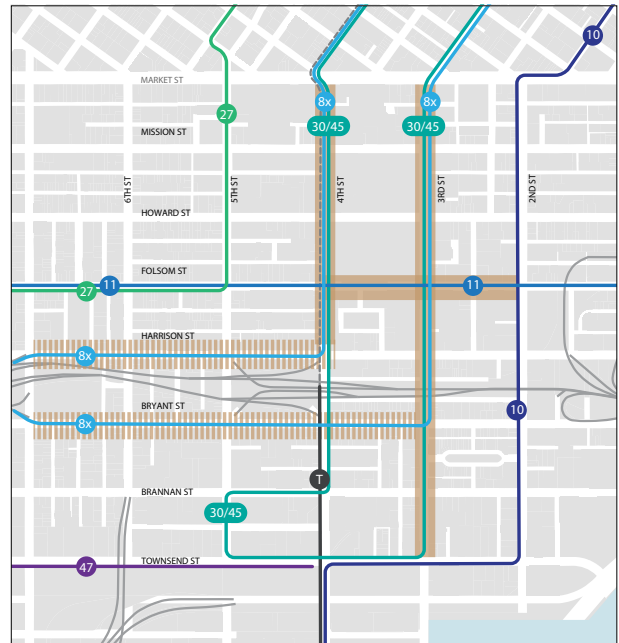 10
MARKET ST
8x
8x
27
30/45
30/45
MISSION ST
6TH ST
5TH ST
4TH ST
3RD ST
2ND ST
HOWARD ST
FOLSOM ST
27
11
11
HARRISON ST
8x
BRYANT ST
8x
10
T
BRANNAN ST
30/45
TOWNSEND ST
47